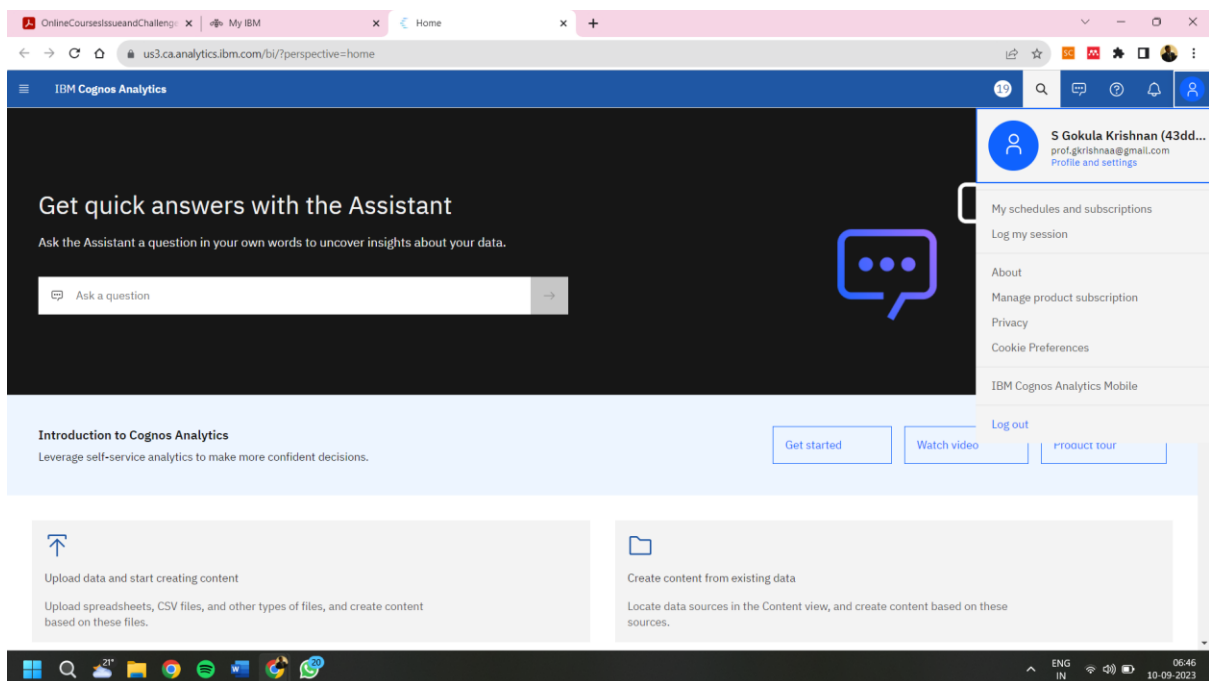 OnlineCoursesIssueandChalleng
My IBM
Home
us3.ca.analytics.ibm.com/bi/?perspective=home
SC
IBM Cognos Analytics
19
S Gokula Krishnan (43dd...
prof.gkrishnaa@gmail.com
Profile and settings
My schedules and subscriptions
Log my session
About
Manage product subscription
Privacy
Cookie Preferences
IBM Cognos Analytics Mobile
Log out
Get quick answers with the Assistant
Ask the Assistant a question in your own words to uncover insights about your data.
Ask a question
Introduction to Cognos Analytics
Leverage self-service analytics to make more confident decisions.
Get started
Watch video
Product tour
Upload data and start creating content
Upload spreadsheets, CSV files, and other types of files, and create content
based on these files.
Create content from existing data
Locate data sources in the Content view, and create content based on these
sources.
21°
20
ENG
IN
06:46
10-09-2023